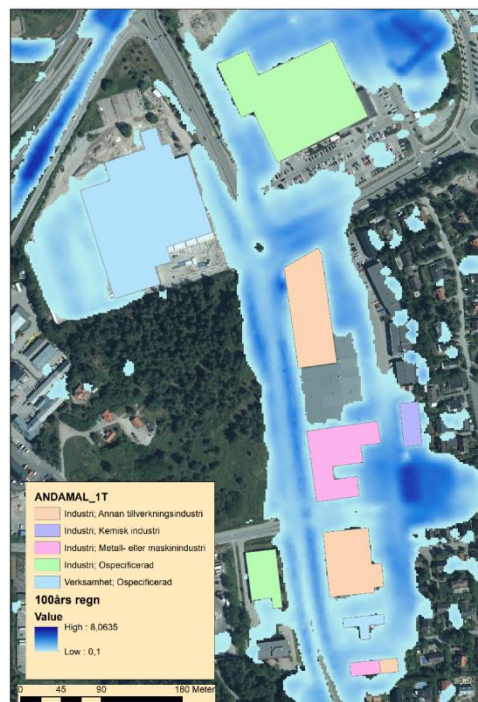 ANDAMAL_1T
Industri; Annan tillverkningsindustri
Industri; Kemisk industri
Industri; Metall- eller maskinindustri
Industri; Ospecificerad
Verksamhet; Ospecificerad
100års regn
Value
High : 8,0635
Low : 0,1
0 45 90 180 Meter